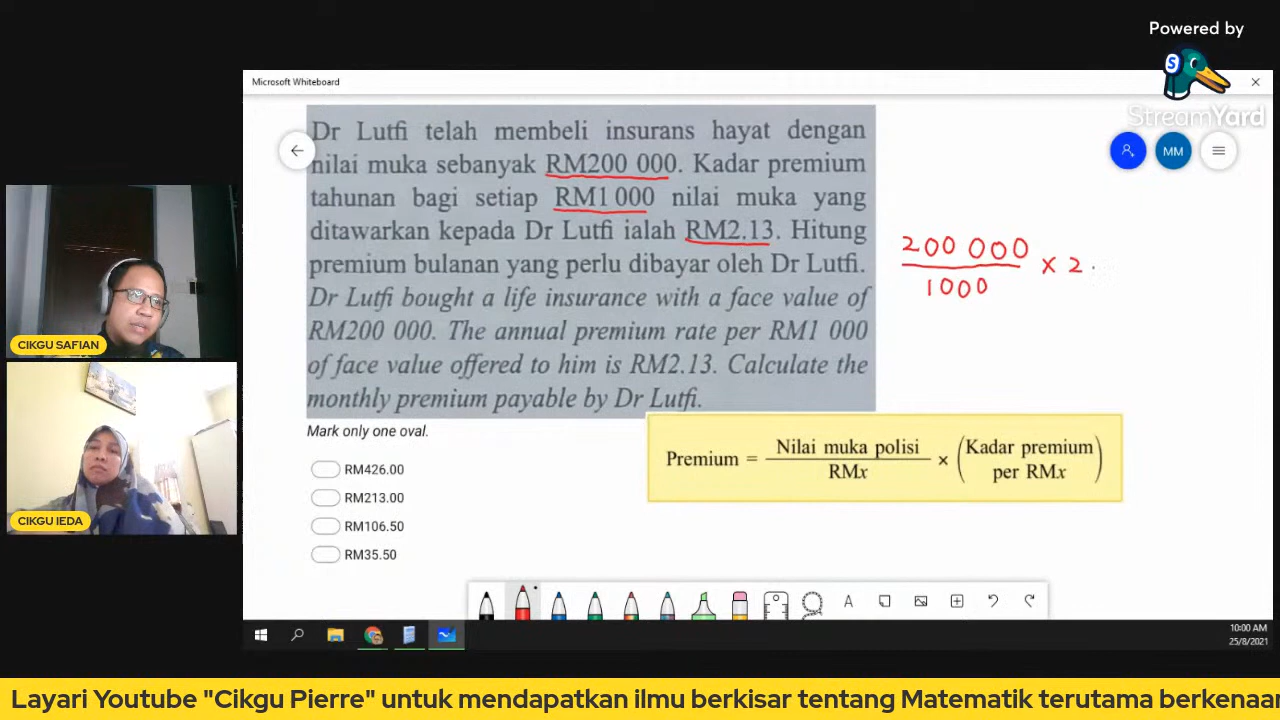 Powered by
S
StreamYard
Microsoft Whiteboard
MM
Dr Lutfi telah membeli insurans hayat dengan
nilai muka sebanyak RM200 000. Kadar premium
tahunan bagi setiap RM1 000 nilai muka yang
ditawarkan kepada Dr Lutfi ialah RM2.13. Hitung
premium bulanan yang perlu dibayar oleh Dr Lutfi.
Dr Lutfi bought a life insurance with a face value of
RM200 000. The annual premium rate per RM1 000
of face value offered to him is RM2.13. Calculate the
monthly premium payable by Dr Lutfi.
200 000
1000
× 2.
Mark only one oval.
RM426.00
RM213.00
RM106.50
RM35.50
Premium = Nilai muka polisi × (Kadar premium
RMx per RMx)
CIKGU SAFIAN
CIKGU IEDA
A
10:00 AM
25/8/2021
Layari Youtube "Cikgu Pierre" untuk mendapatkan ilmu berkisar tentang Matematik terutama berkenaa